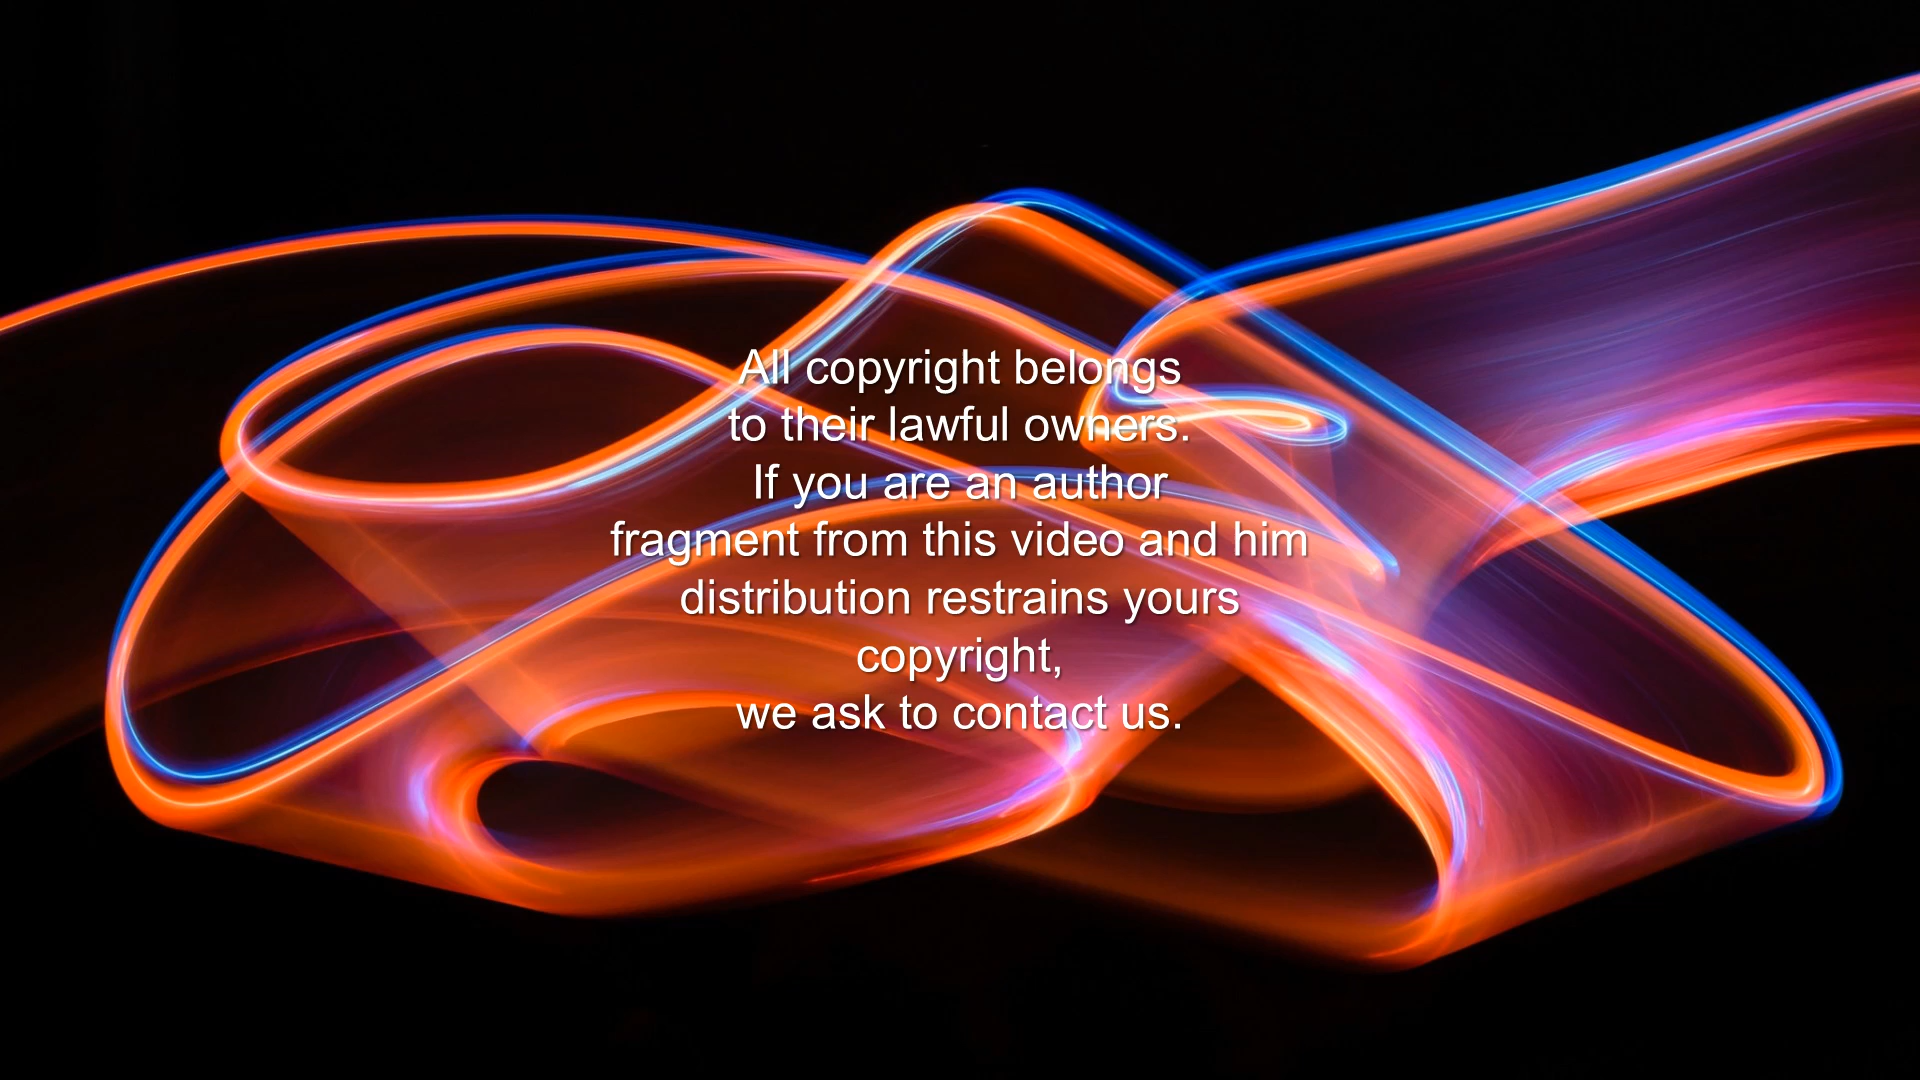 All copyright belongs
to their lawful owners.
If you are an author
fragment from this video and him
distribution restrains yours
copyright,
we ask to contact us.